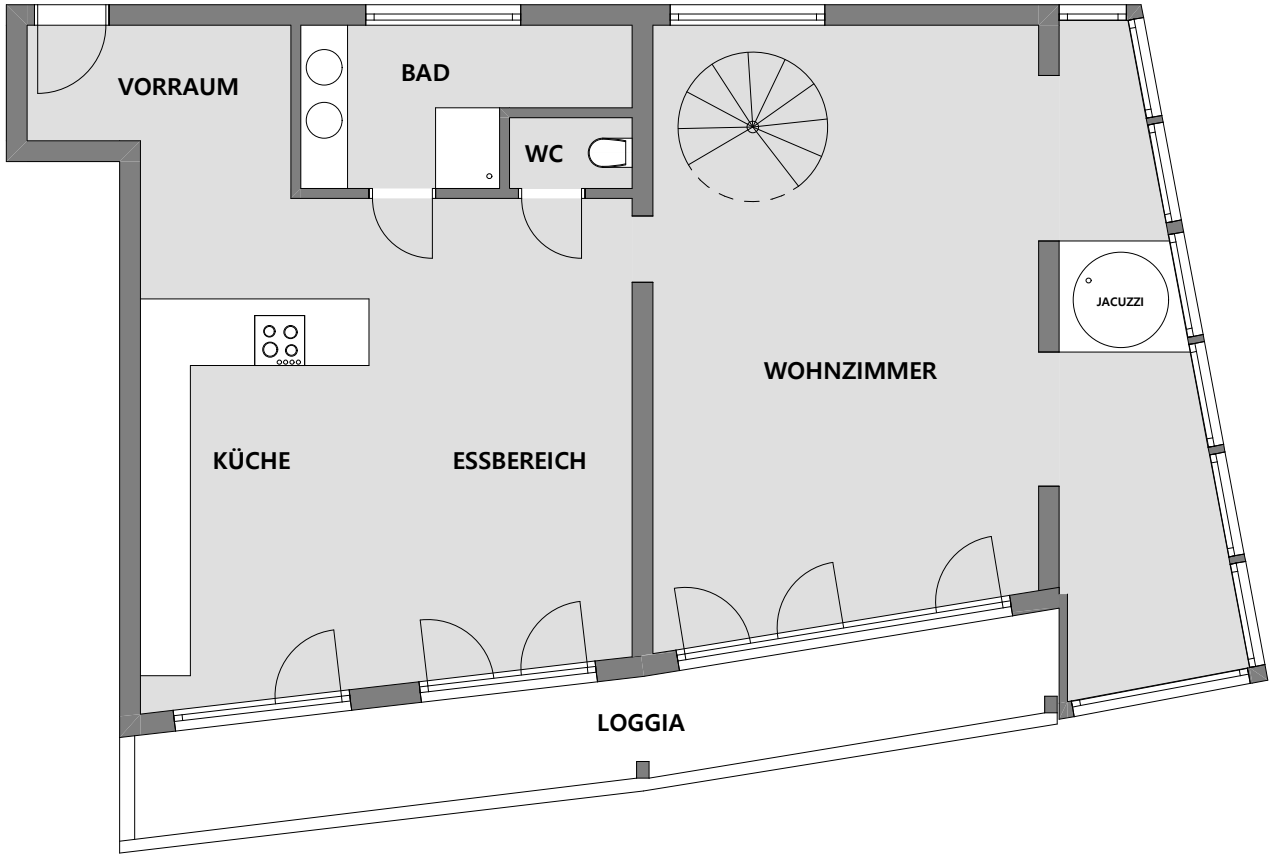 VORRAUM
BAD
WC
JACUZZI
WOHNZIMMER
KÜCHE
ESSBEREICH
LOGGIA